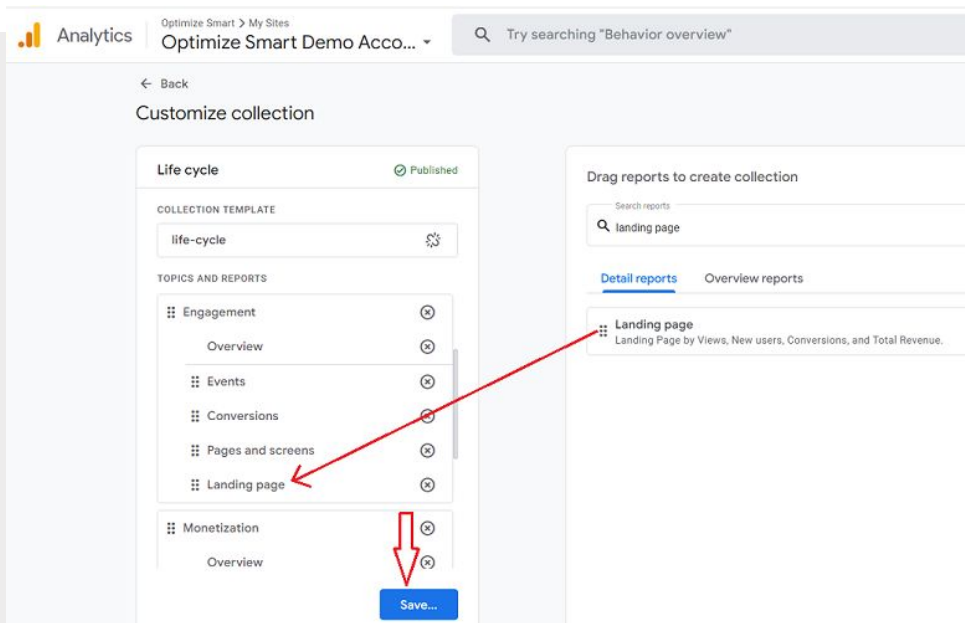 Analytics
Optimize Smart > My Sites
Optimize Smart Demo Acco...
Try searching "Behavior overview"
Back
Customize collection
Life cycle
Published
COLLECTION TEMPLATE
life-cycle
TOPICS AND REPORTS
Engagement
Overview
Events
Conversions
Pages and screens
Landing page
Monetization
Overview
Save...
Drag reports to create collection
Search reports
landing page
Detail reports
Overview reports
Landing page
Landing Page by Views, New users, Conversions, and Total Revenue.